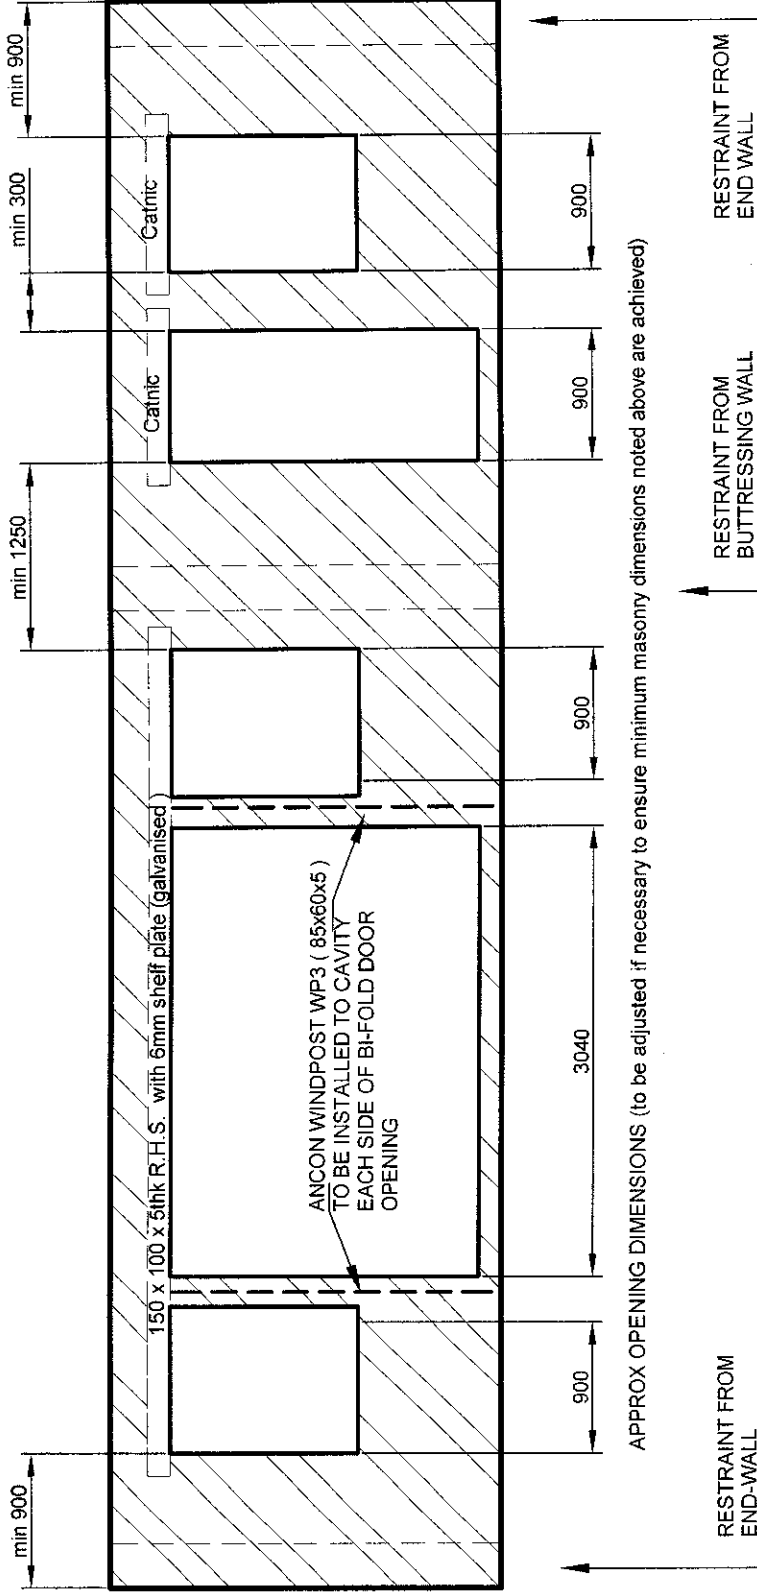 min 900
min 1250
min 300
min 900
Catnic
Catnic
150 x 100 x 5thk R.H.S. with 6mm shelf plate (galvanised )
ANCON WINDPOST WP3 ( 85x60x5 )
TO BE INSTALLED TO CAVITY
EACH SIDE OF BI-FOLD DOOR
OPENING
900
3040
900
900
900
APPROX OPENING DIMENSIONS (to be adjusted if necessary to ensure minimum masonry dimensions noted above are achieved)
RESTRAINT FROM
END-WALL
RESTRAINT FROM
BUTTRESSING WALL
RESTRAINT FROM
END WALL